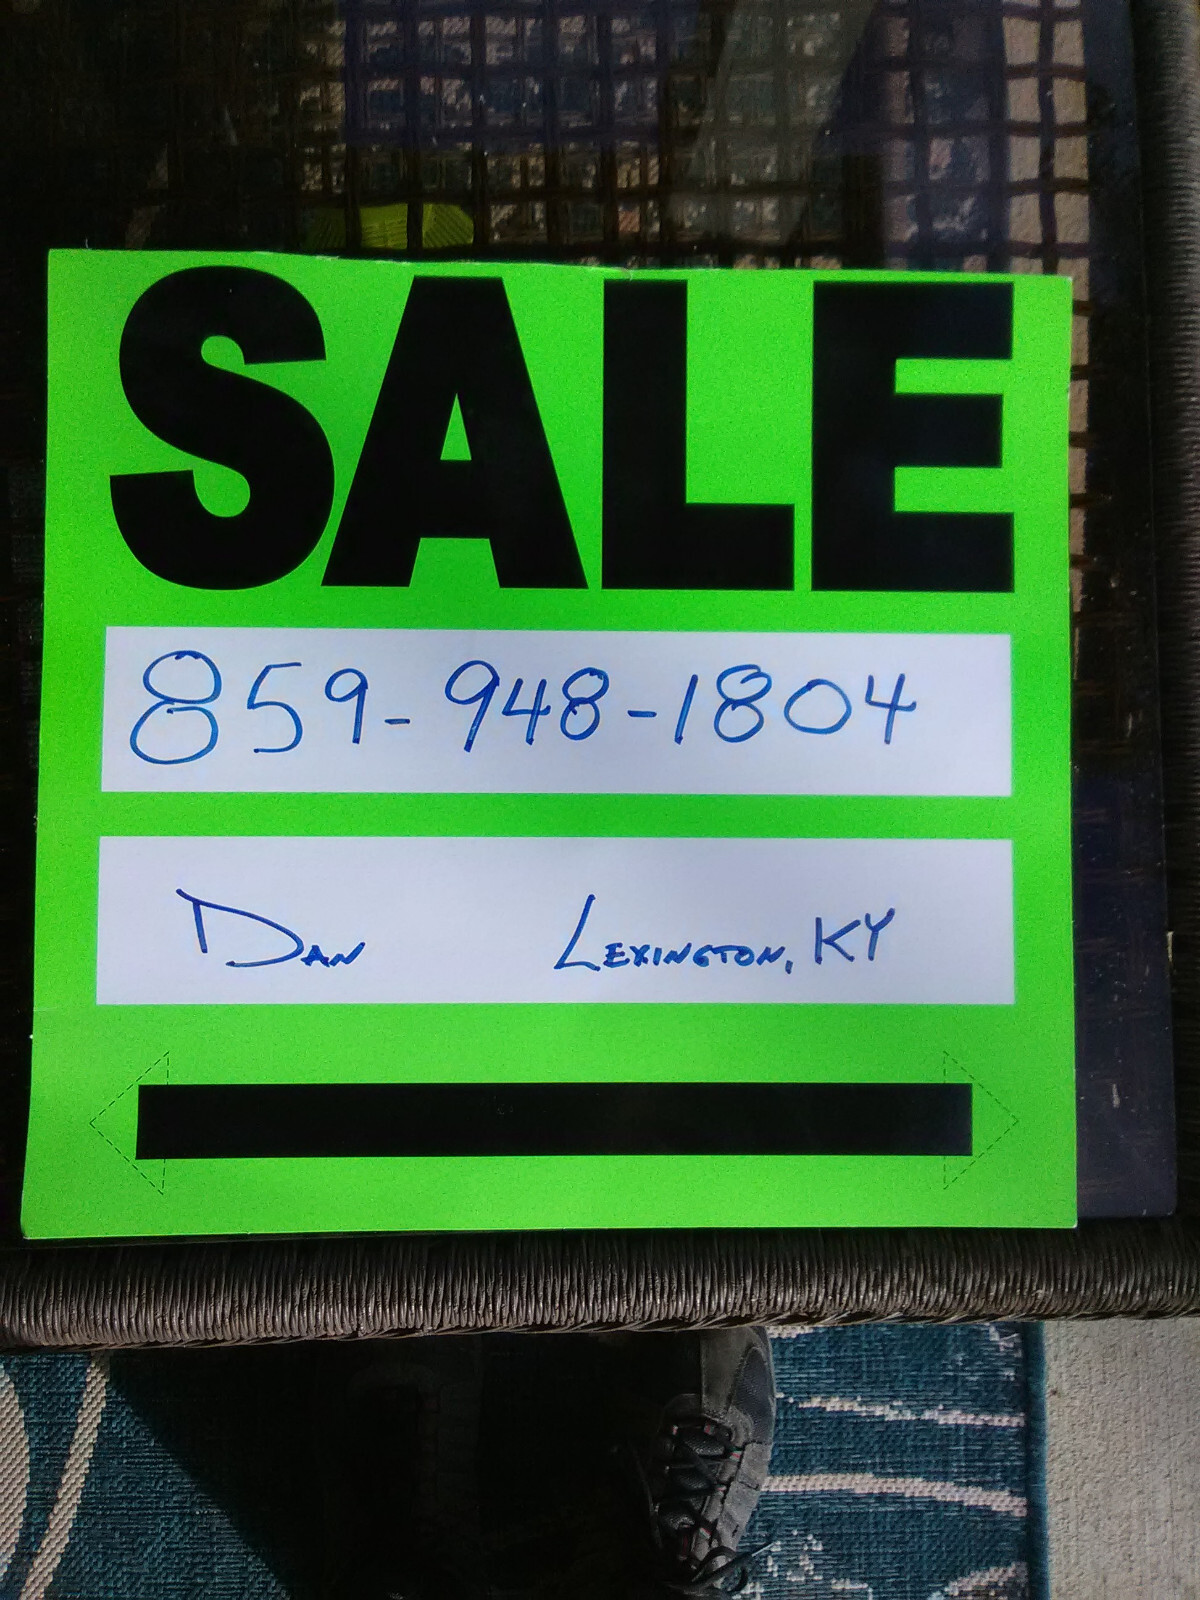 SALE
859-948-1804
DAN LEXINGTON, KY